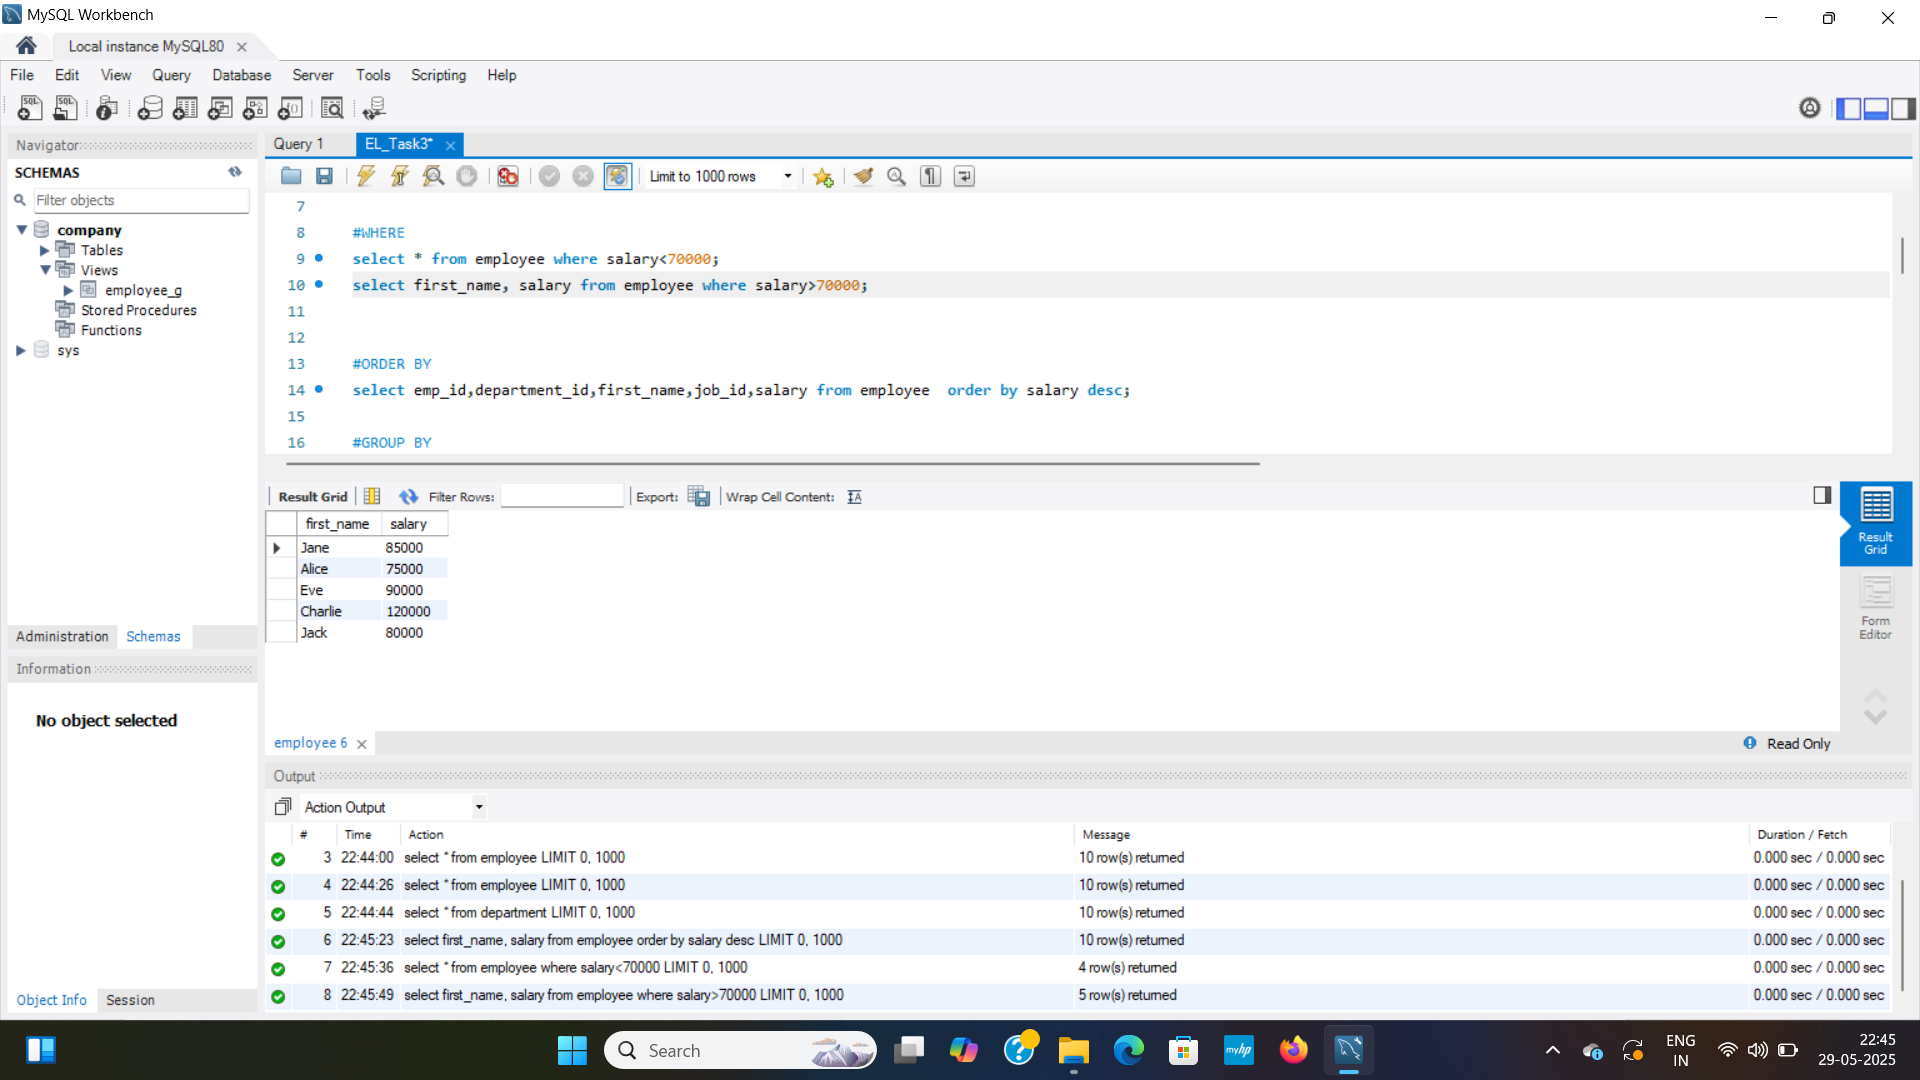 MySQL Workbench
Local instance MySQL80
File Edit View Query Database Server Tools Scripting Help
Navigator
Query 1 EL_Task3*
SCHEMAS
Limit to 1000 rows
Filter objects
company
Tables
Views
employee_g
Stored Procedures
Functions
sys
7
8 #WHERE
9 select * from employee where salary<70000;
10 select first_name, salary from employee where salary>70000;
11
12
13 #ORDER BY
14 select emp_id,department_id,first_name,job_id,salary from employee  order by salary desc;
15
16 #GROUP BY
Result Grid Filter Rows: Export: Wrap Cell Content:
first_name salary
Jane 85000
Alice 75000
Eve 90000
Charlie 120000
Jack 80000
Result Grid
Form Editor
Administration Schemas
Information
No object selected
employee 6
Read Only
Output
Action Output
# Time Action Message Duration / Fetch
3 22:44:00 select * from employee LIMIT 0, 1000 10 row(s) returned 0.000 sec / 0.000 sec
4 22:44:26 select * from employee LIMIT 0, 1000 10 row(s) returned 0.000 sec / 0.000 sec
5 22:44:44 select * from department LIMIT 0, 1000 10 row(s) returned 0.000 sec / 0.000 sec
6 22:45:23 select first_name, salary from employee order by salary desc LIMIT 0, 1000 10 row(s) returned 0.000 sec / 0.000 sec
7 22:45:36 select * from employee where salary<70000 LIMIT 0, 1000 4 row(s) returned 0.000 sec / 0.000 sec
8 22:45:49 select first_name, salary from employee where salary>70000 LIMIT 0, 1000 5 row(s) returned 0.000 sec / 0.000 sec
Object Info Session
Search
myhp
ENG
IN
22:45
29-05-2025